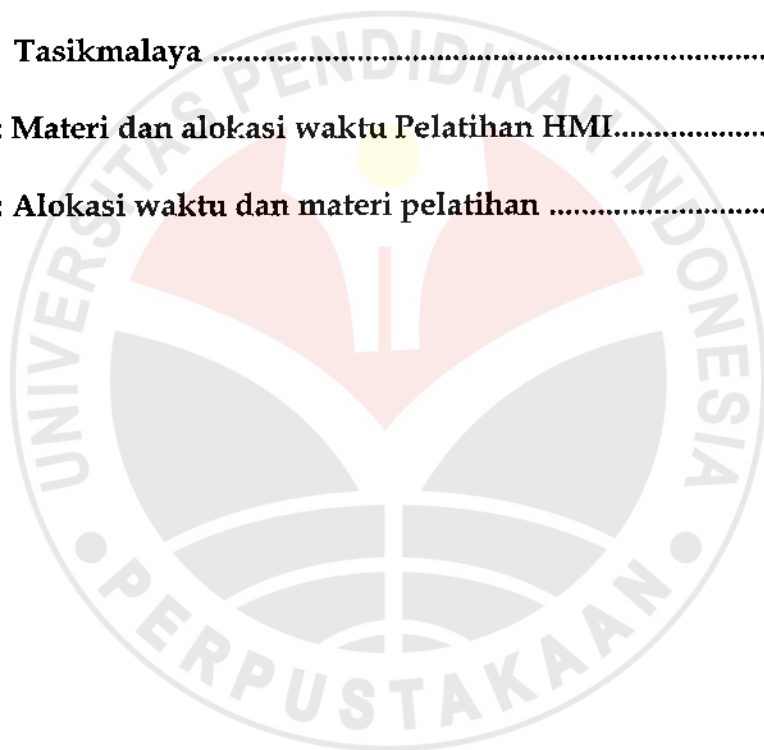 Tasikmalaya ......................................................................
: Materi dan alokasi waktu Pelatihan HMI....................
: Alokasi waktu dan materi pelatihan ...........................
UNIVERSITAS PENDIDIKAN INDONESIA
PERPUSTAKAAN